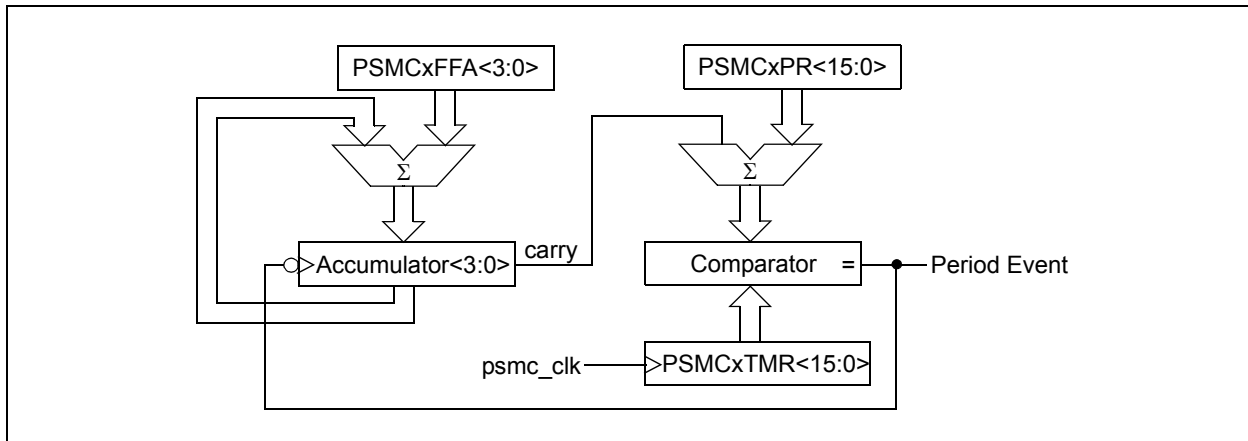 PSMCxFFA<3:0>
PSMCxPR<15:0>
Σ
Σ
carry
Accumulator<3:0>
Comparator =
Period Event
psmc_clk
PSMCxTMR<15:0>